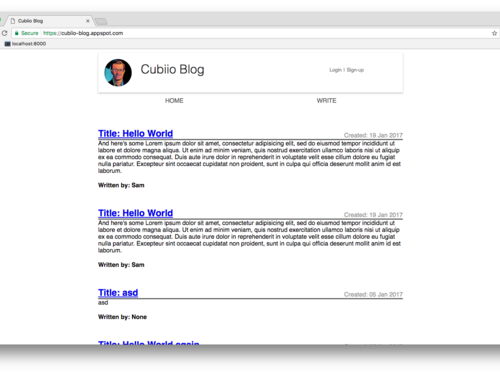 Cubiio Blog
Secure https://cubiio-blog.appspot.com
localhost:8000
Cubiio Blog
Login | Sign-up
HOME WRITE
Title: Hello World Created: 19 Jan 2017
And here's some Lorem ipsum dolor sit amet, consectetur adipisicing elit, sed do eiusmod tempor incididunt ut
labore et dolore magna aliqua. Ut enim ad minim veniam, quis nostrud exercitation ullamco laboris nisi ut aliquip
ex ea commodo consequat. Duis aute irure dolor in reprehenderit in voluptate velit esse cillum dolore eu fugiat
nulla pariatur. Excepteur sint occaecat cupidatat non proident, sunt in culpa qui officia deserunt mollit anim id est
laborum.
Written by: Sam
Title: Hello World Created: 19 Jan 2017
And here's some Lorem ipsum dolor sit amet, consectetur adipisicing elit, sed do eiusmod tempor incididunt ut
labore et dolore magna aliqua. Ut enim ad minim veniam, quis nostrud exercitation ullamco laboris nisi ut aliquip
ex ea commodo consequat. Duis aute irure dolor in reprehenderit in voluptate velit esse cillum dolore eu fugiat
nulla pariatur. Excepteur sint occaecat cupidatat non proident, sunt in culpa qui officia deserunt mollit anim id est
laborum.
Written by: Sam
Title: asd Created: 05 Jan 2017
asd
Written by: None
Title: Hello World again